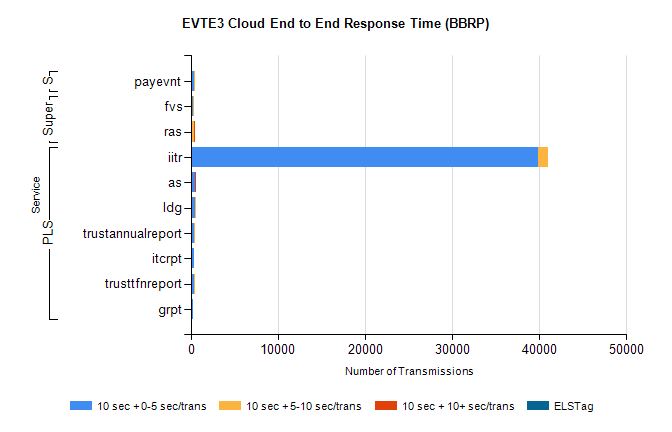 EVTE3 Cloud End to End Response Time (BBRP)
payevnt
fvs
ras
iitr
as
ldg
trustannualreport
itcrpt
trusttfnreport
grpt
Super
PLS
Service
0
10000
20000
30000
40000
50000
Number of Transmissions
10 sec +0-5 sec/trans
10 sec +5-10 sec/trans
10 sec + 10+ sec/trans
ELSTag